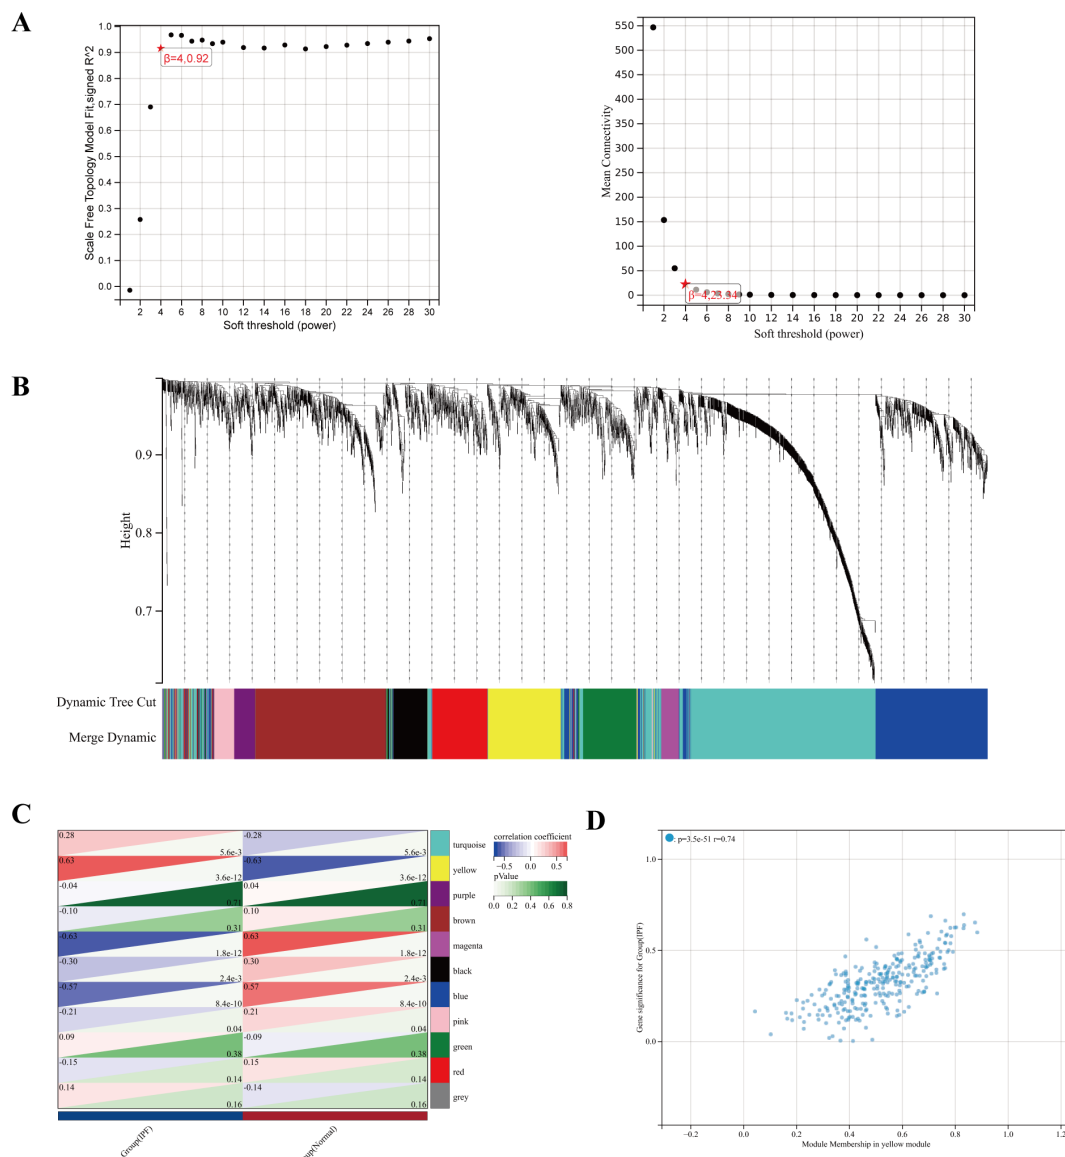 A
1.0
0.9
0.8
0.7
0.6
0.5
0.4
0.3
0.2
0.1
0.0
Scale Free Topology Model Fit,signed R^2
β=4,0.92
2 4 6 8 10 12 14 16 18 20 22 24 26 28 30
Soft threshold (power)
550
500
450
400
350
300
250
200
150
100
50
0
Mean Connectivity
β=4,23.34
2 4 6 8 10 12 14 16 18 20 22 24 26 28 30
Soft threshold (power)
B
0.9
0.8
0.7
Height
Dynamic Tree Cut
Merge Dynamic
C
0.28 5.6e-3 -0.28 5.6e-3 turquoise
0.63 3.6e-12 -0.63 3.6e-12 yellow
-0.04 0.71 0.04 0.71 purple
-0.10 0.31 0.10 0.31 brown
-0.63 1.8e-12 0.63 1.8e-12 magenta
-0.30 2.4e-3 0.30 2.4e-3 black
-0.57 8.4e-10 0.57 8.4e-10 blue
-0.21 0.04 0.21 0.04 pink
0.09 0.38 -0.09 0.38 green
-0.15 0.14 0.15 0.14 red
0.14 0.16 -0.14 0.16 grey
Group(IPF)
oup(Normal)
correlation coefficient
-0.5 0.0 0.5
pValue
0.0 0.2 0.4 0.6 0.8
D
: p=3.5e-51 r=0.74
1.0
0.5
0.0
Gene significance for Group(IPF)
-0.2 0.0 0.2 0.4 0.6 0.8 1.0 1.2
Module Membership in yellow module